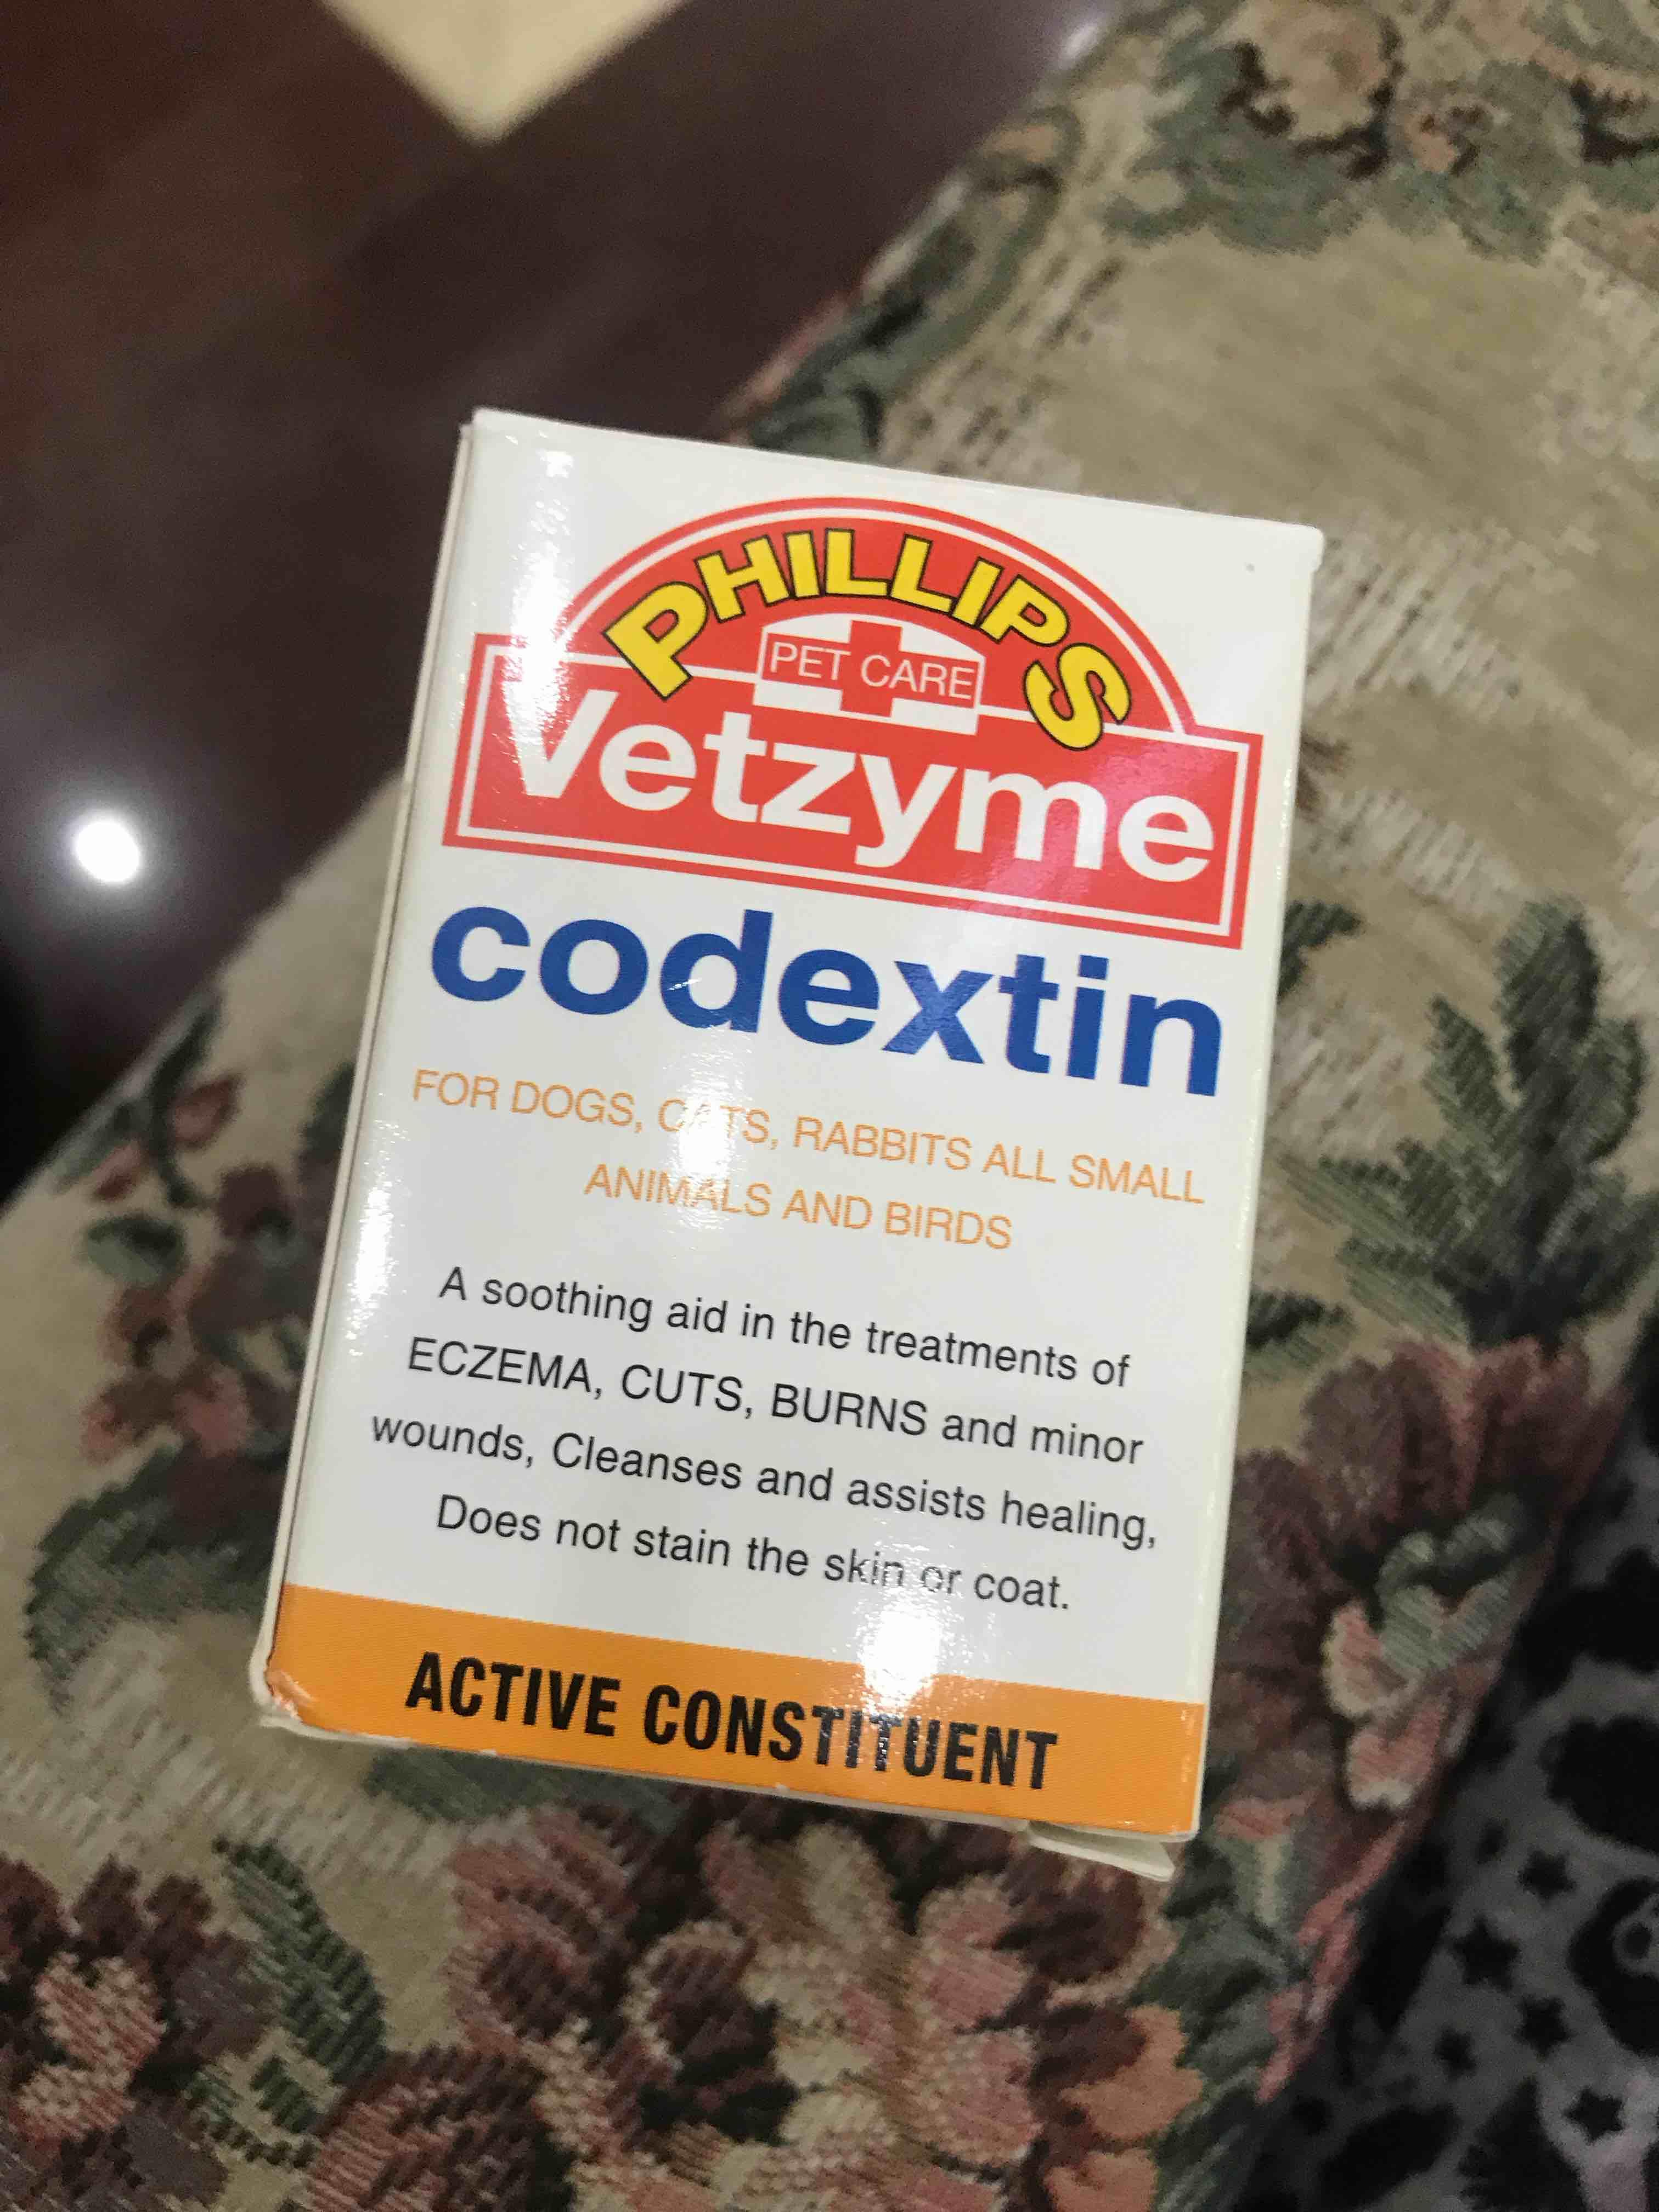 PHILLIPS
PET CARE
Vetzyme
codextin
FOR DOGS, CATS, RABBITS ALL SMALL
ANIMALS AND BIRDS
A soothing aid in the treatments of
ECZEMA, CUTS, BURNS and minor
wounds, Cleanses and assists healing,
Does not stain the skin or coat.
ACTIVE CONSTITUENT